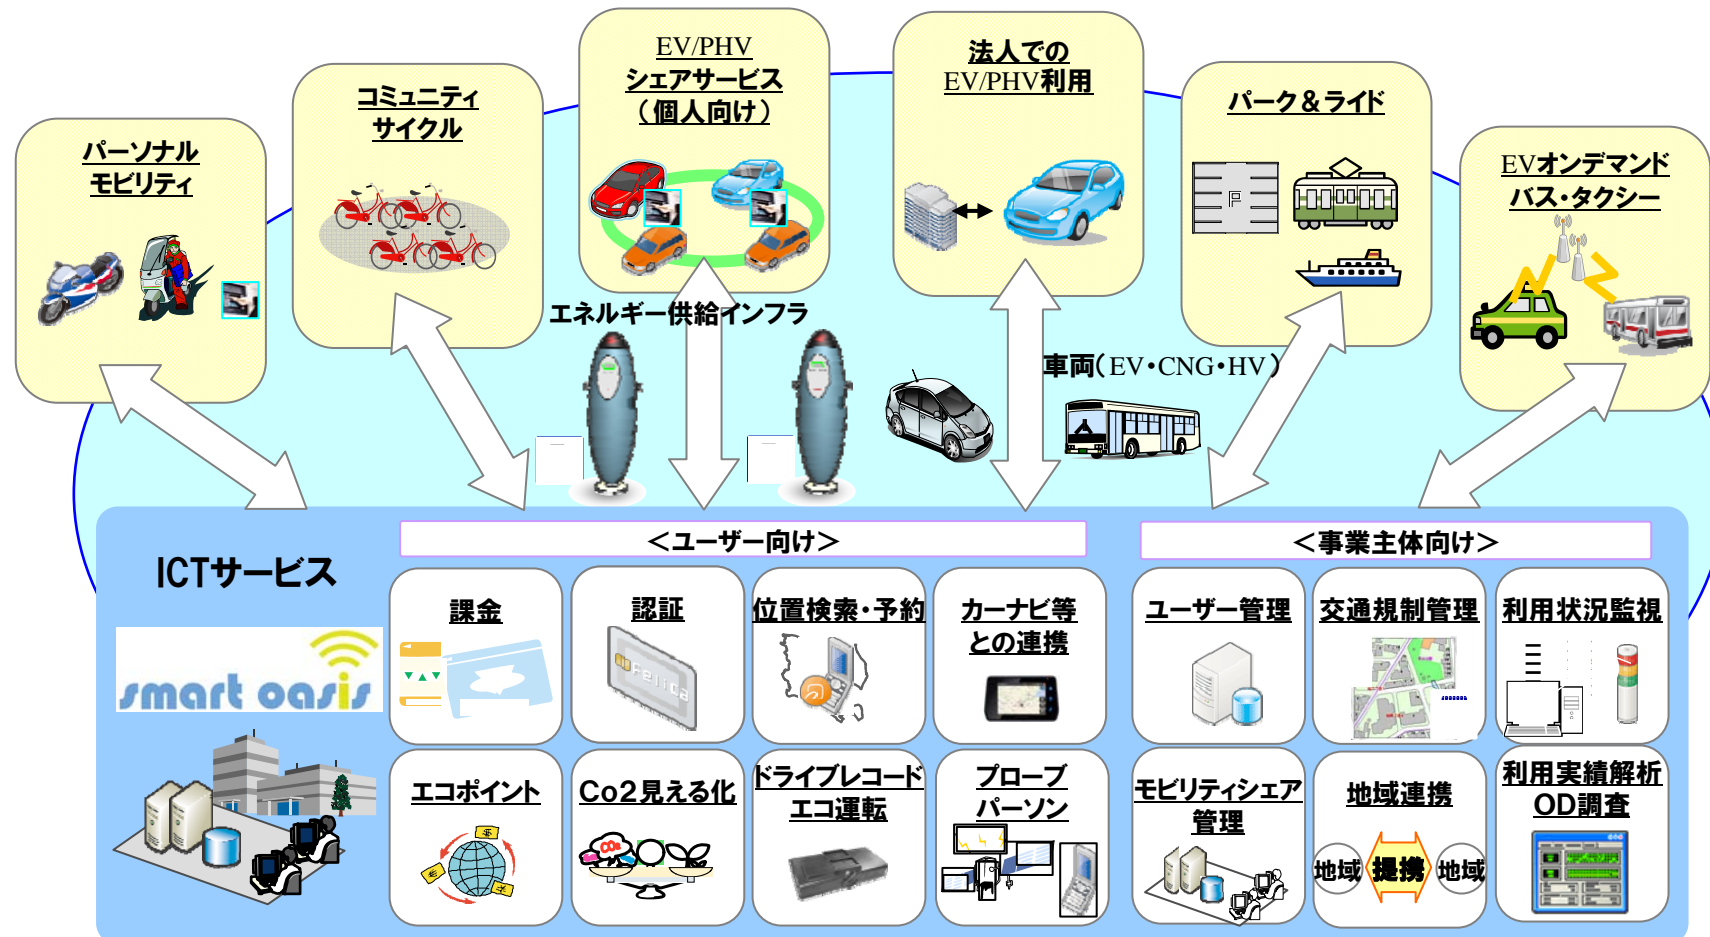 パーソナル
モビリティ
コミュニティ
サイクル
EV/PHV
シェアサービス
（個人向け）
法人での
EV/PHV利用
パーク＆ライド
EVオンデマンド
バス・タクシー
エネルギー供給インフラ
車両（EV・CNG・HV）
ICTサービス
smart oasis
＜ユーザー向け＞
課金
認証
Felica
位置検索・予約
カーナビ等
との連携
エコポイント
Co2見える化
CO2
ドライブレコード
エコ運転
プローブ
パーソン
＜事業主体向け＞
ユーザー管理
交通規制管理
利用状況監視
モビリティシェア
管理
地域連携
地域 提携 地域
利用実績解析
OD調査